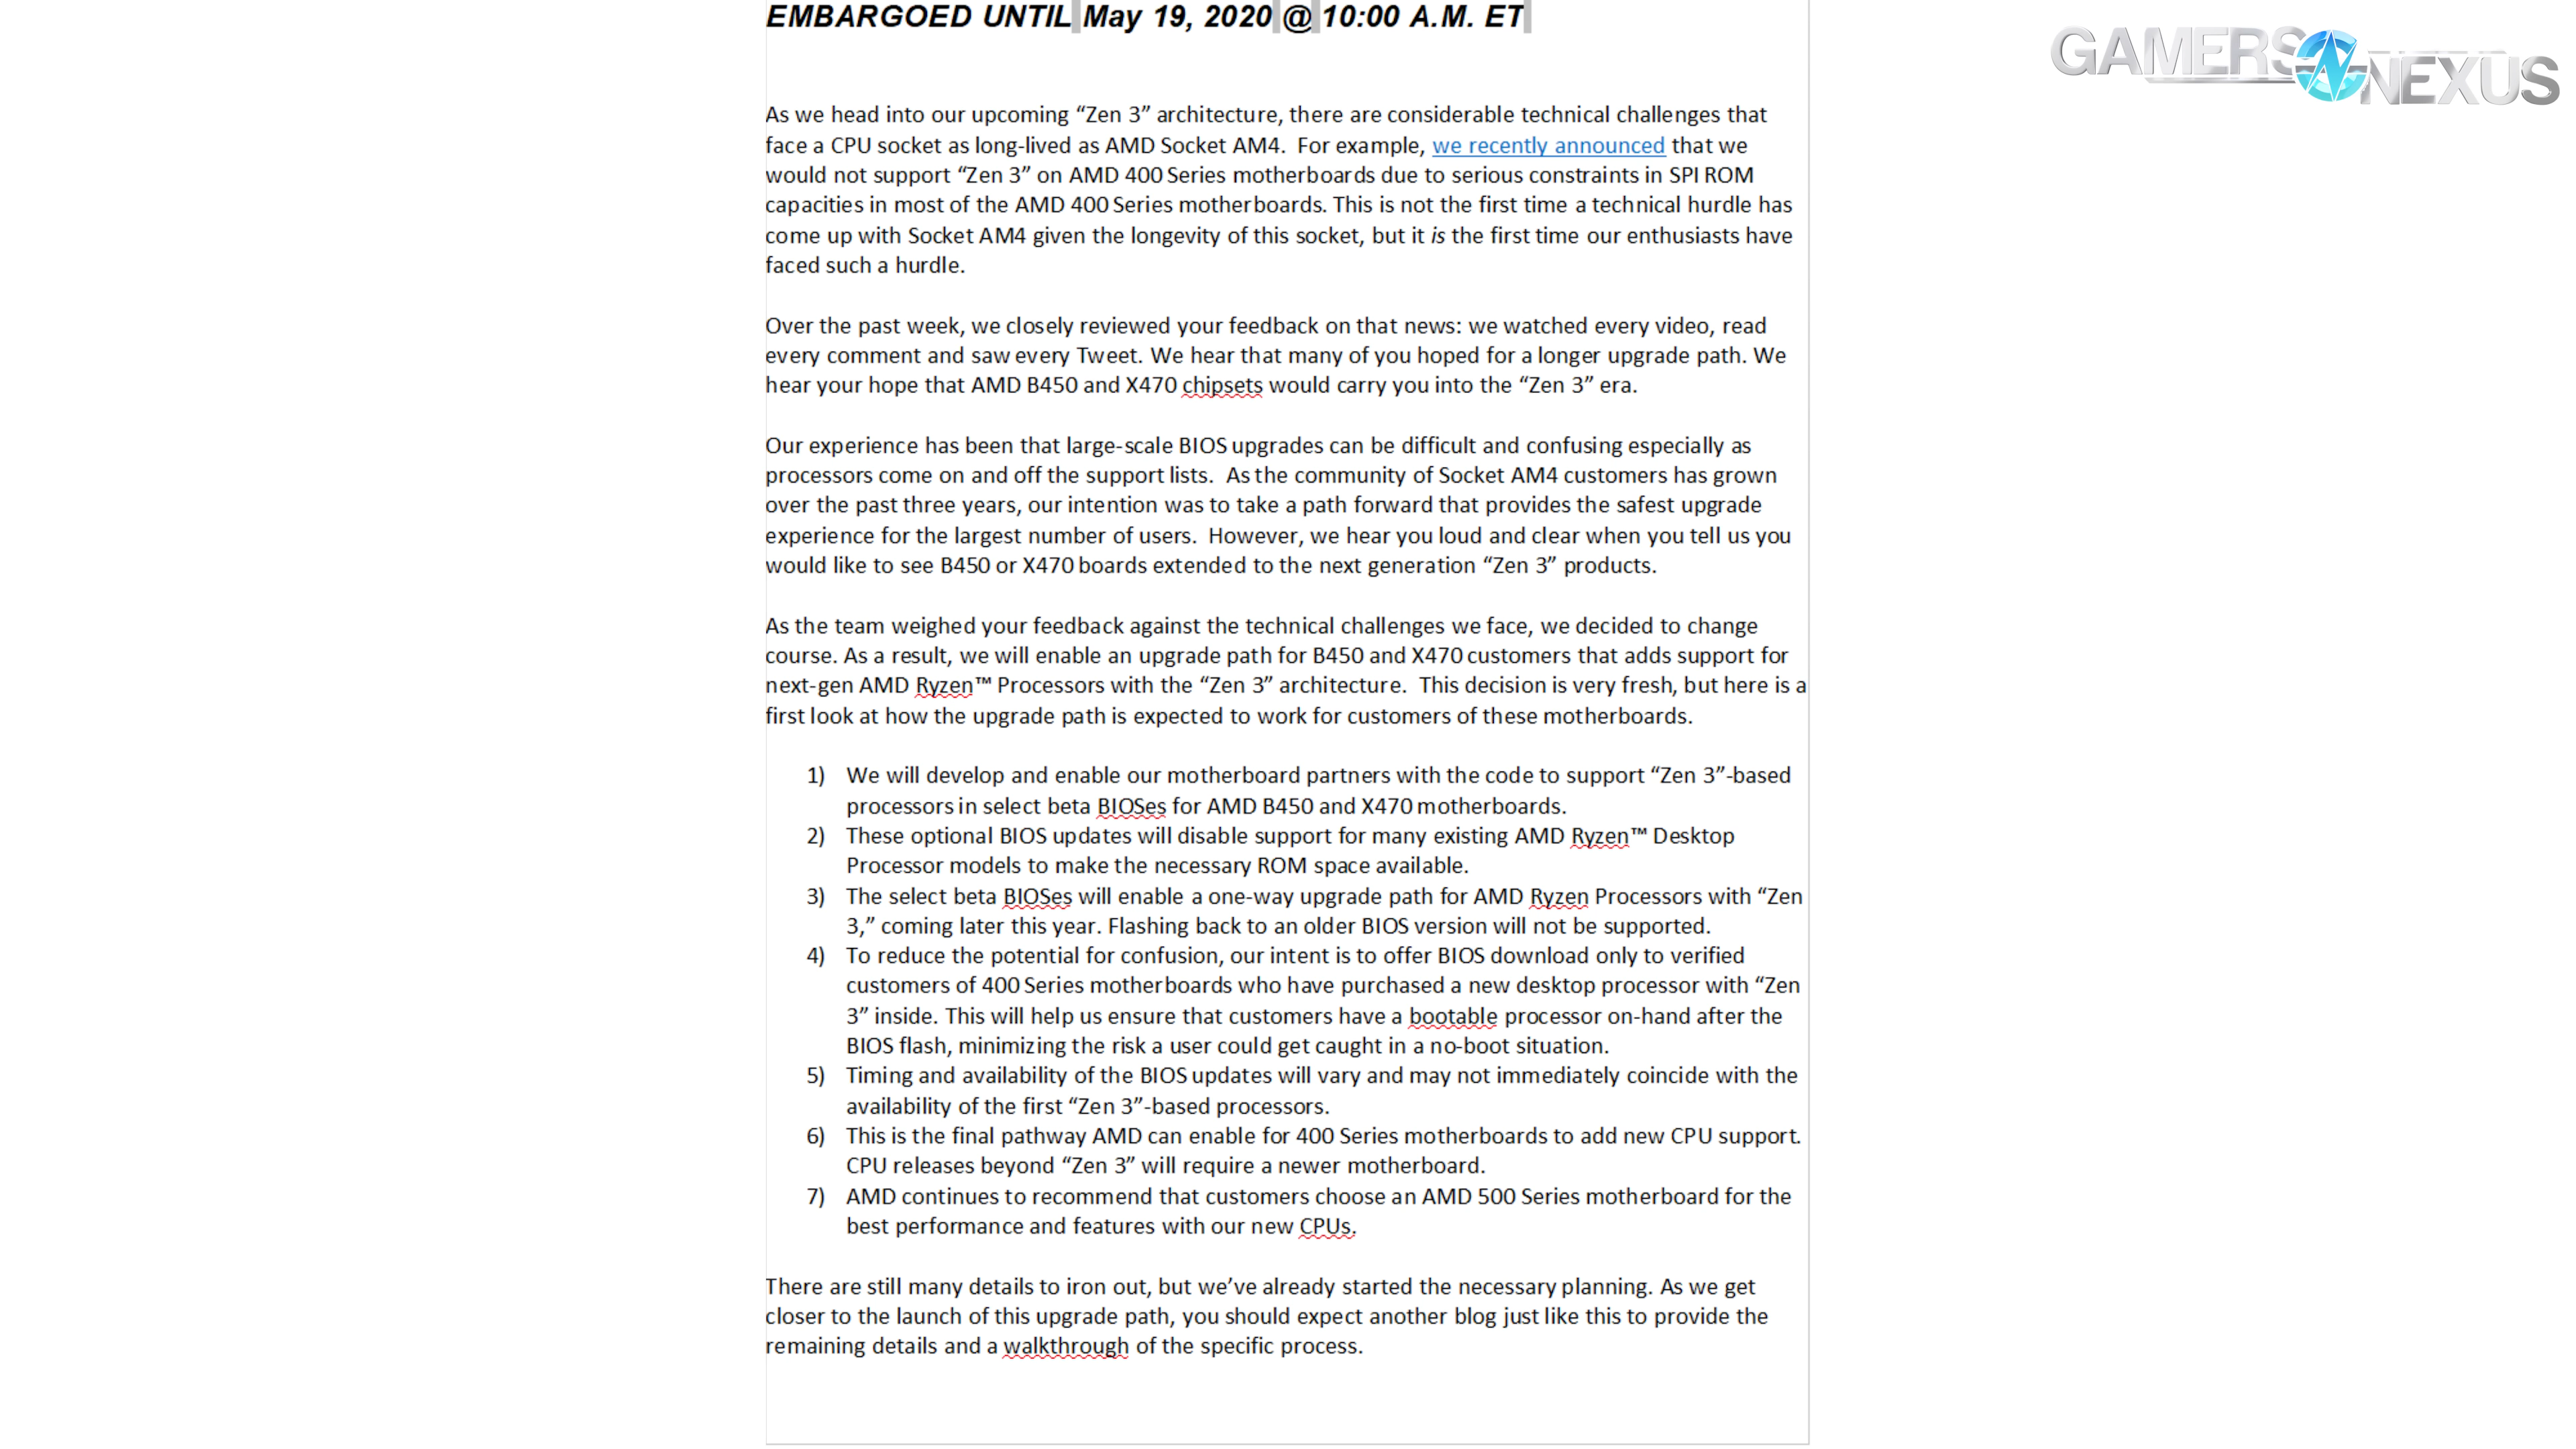 EMBARGOED UNTIL May 19, 2020 @ 10:00 A.M. ET
GAMERS NEXUS
As we head into our upcoming “Zen 3” architecture, there are considerable technical challenges that
face a CPU socket as long-lived as AMD Socket AM4.  For example, we recently announced that we
would not support “Zen 3” on AMD 400 Series motherboards due to serious constraints in SPI ROM
capacities in most of the AMD 400 Series motherboards. This is not the first time a technical hurdle has
come up with Socket AM4 given the longevity of this socket, but it is the first time our enthusiasts have
faced such a hurdle.
Over the past week, we closely reviewed your feedback on that news: we watched every video, read
every comment and saw every Tweet. We hear that many of you hoped for a longer upgrade path. We
hear your hope that AMD B450 and X470 chipsets would carry you into the “Zen 3” era.
Our experience has been that large-scale BIOS upgrades can be difficult and confusing especially as
processors come on and off the support lists.  As the community of Socket AM4 customers has grown
over the past three years, our intention was to take a path forward that provides the safest upgrade
experience for the largest number of users.  However, we hear you loud and clear when you tell us you
would like to see B450 or X470 boards extended to the next generation “Zen 3” products.
As the team weighed your feedback against the technical challenges we face, we decided to change
course. As a result, we will enable an upgrade path for B450 and X470 customers that adds support for
next-gen AMD Ryzen™ Processors with the “Zen 3” architecture.  This decision is very fresh, but here is a
first look at how the upgrade path is expected to work for customers of these motherboards.
1) We will develop and enable our motherboard partners with the code to support “Zen 3”-based
processors in select beta BIOSes for AMD B450 and X470 motherboards.
2) These optional BIOS updates will disable support for many existing AMD Ryzen™ Desktop
Processor models to make the necessary ROM space available.
3) The select beta BIOSes will enable a one-way upgrade path for AMD Ryzen Processors with “Zen
3,” coming later this year. Flashing back to an older BIOS version will not be supported.
4) To reduce the potential for confusion, our intent is to offer BIOS download only to verified
customers of 400 Series motherboards who have purchased a new desktop processor with “Zen
3” inside. This will help us ensure that customers have a bootable processor on-hand after the
BIOS flash, minimizing the risk a user could get caught in a no-boot situation.
5) Timing and availability of the BIOS updates will vary and may not immediately coincide with the
availability of the first “Zen 3”-based processors.
6) This is the final pathway AMD can enable for 400 Series motherboards to add new CPU support.
CPU releases beyond “Zen 3” will require a newer motherboard.
7) AMD continues to recommend that customers choose an AMD 500 Series motherboard for the
best performance and features with our new CPUs.
There are still many details to iron out, but we’ve already started the necessary planning. As we get
closer to the launch of this upgrade path, you should expect another blog just like this to provide the
remaining details and a walkthrough of the specific process.